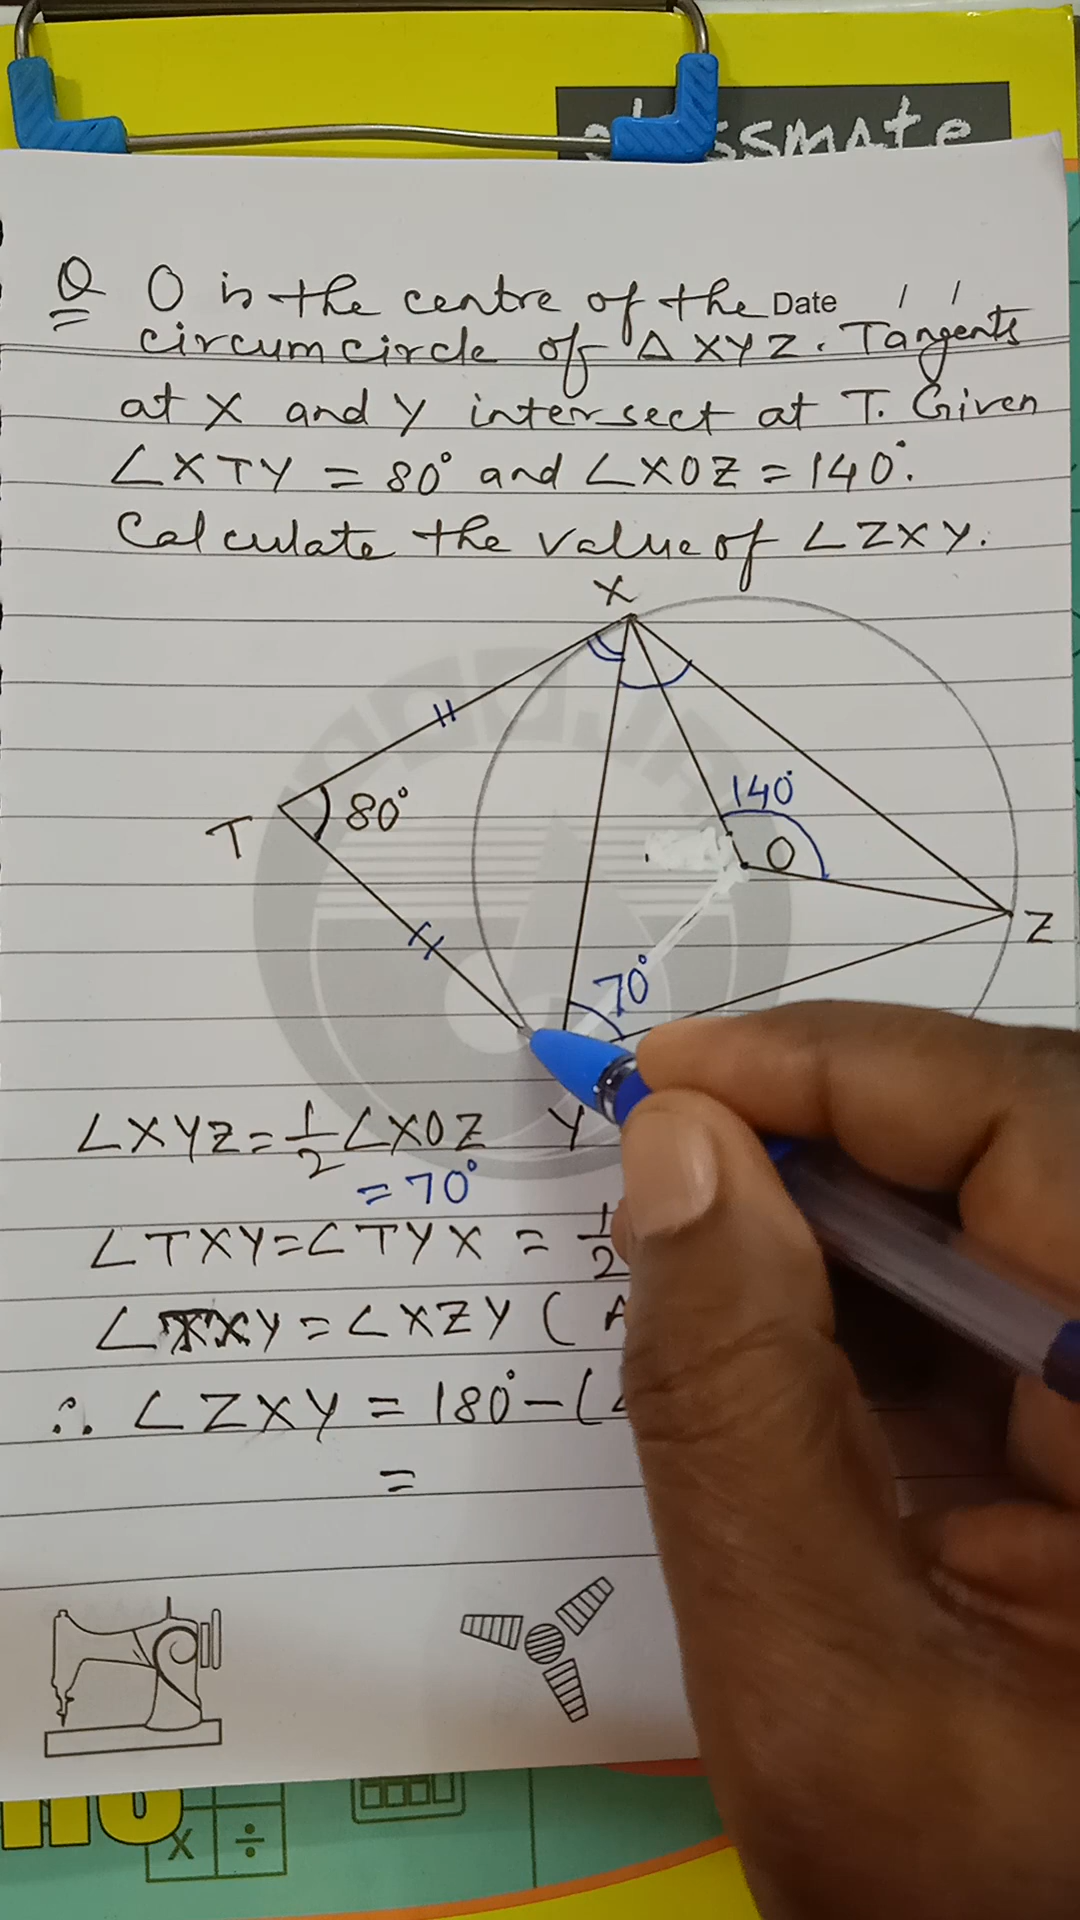 classmate
Q O is the centre of the Date / /
circumcircle of Δ XYZ. Tangents
at X and Y intersect at T. Given
∠XTY = 80° and ∠XOZ = 140°.
Calculate the value of ∠ZXY.
X
140°
T 80° O
Z
70°
∠XYZ = 1/2 ∠XOZ Y
= 70°
∠TXY = ∠TYX = 1/2
∠TXY = ∠XZY ( A
∴ ∠ZXY = 180° - (∠
=
x ÷